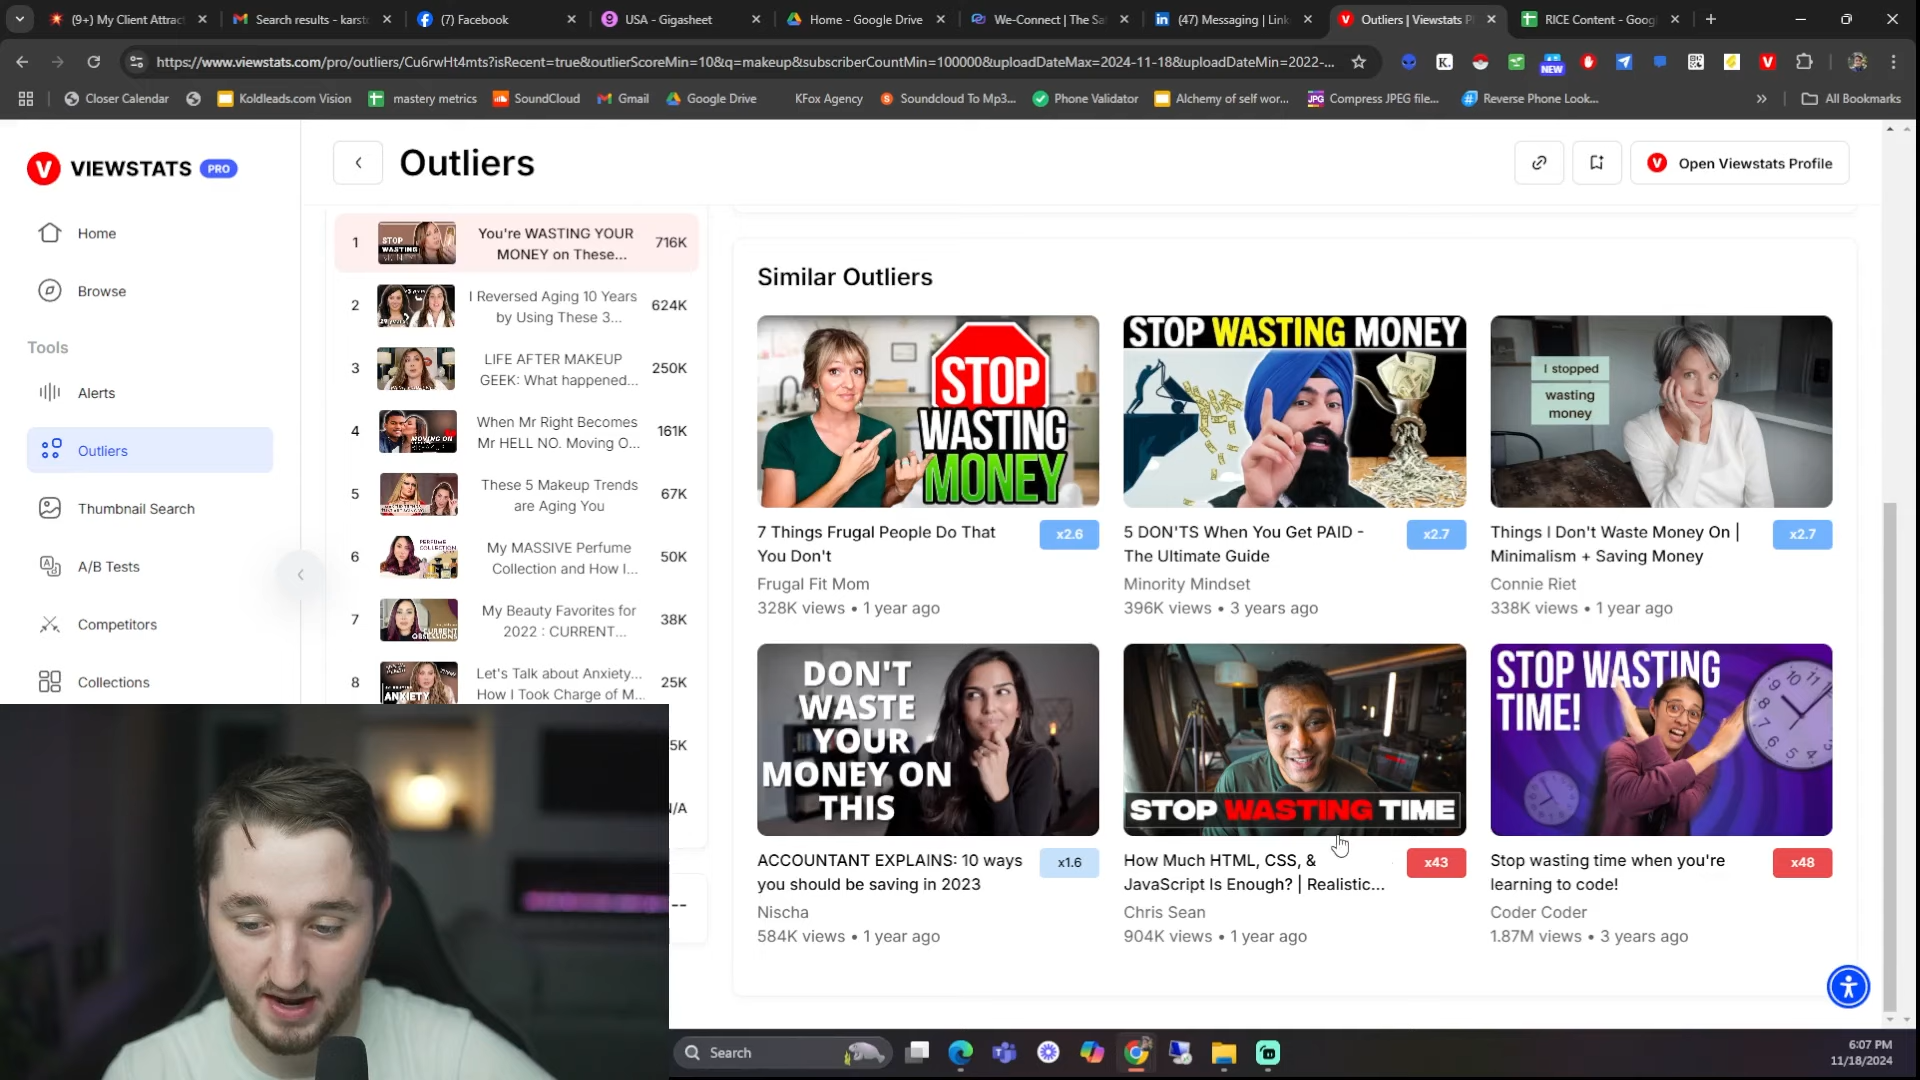 (9+) My Client Attract
Search results - karst
(7) Facebook
USA - Gigasheet
Home - Google Drive
We-Connect | The Sa
(47) Messaging | Link
Outliers | Viewstats P
RICE Content - Goog
https://www.viewstats.com/pro/outliers/Cu6rwHt4mts?isRecent=true&outlierScoreMin=10&q=makeup&subscriberCountMin=100000&uploadDateMax=2024-11-18&uploadDateMin=2022-...
NEW
Closer Calendar
Koldleads.com Vision
mastery metrics
SoundCloud
Gmail
Google Drive
KFox Agency
Soundcloud To Mp3...
Phone Validator
Alchemy of self wor...
JPG
Compress JPEG file...
Reverse Phone Look...
All Bookmarks
VIEWSTATS PRO
Outliers
Open Viewstats Profile
Home
Browse
Tools
Alerts
Outliers
Thumbnail Search
A/B Tests
Competitors
Collections
1
STOP
WASTING
You're WASTING YOUR
MONEY on These...
716K
2
I Reversed Aging 10 Years
by Using These 3...
624K
3
LIFE AFTER MAKEUP
GEEK: What happened...
250K
4
MOVING ON
When Mr Right Becomes
Mr HELL NO. Moving O...
161K
5
These 5 Makeup Trends
are Aging You
67K
6
PERFUME
COLLECTION
My MASSIVE Perfume
Collection and How I...
50K
7
CURRENT
OBSESSIONS
My Beauty Favorites for
2022 : CURRENT...
38K
8
ANXIETY
Let's Talk about Anxiety...
How I Took Charge of M...
25K
5K
/A
--
Similar Outliers
STOP
WASTING
MONEY
7 Things Frugal People Do That
You Don't
x2.6
Frugal Fit Mom
328K views • 1 year ago
STOP WASTING MONEY
5 DON'TS When You Get PAID -
The Ultimate Guide
x2.7
Minority Mindset
396K views • 3 years ago
I stopped
wasting
money
Things I Don't Waste Money On |
Minimalism + Saving Money
x2.7
Connie Riet
338K views • 1 year ago
DON'T
WASTE
YOUR
MONEY ON
THIS
ACCOUNTANT EXPLAINS: 10 ways
you should be saving in 2023
x1.6
Nischa
584K views • 1 year ago
STOP WASTING TIME
How Much HTML, CSS, &
JavaScript Is Enough? | Realistic...
x43
Chris Sean
904K views • 1 year ago
STOP WASTING
TIME!
Stop wasting time when you're
learning to code!
x48
Coder Coder
1.87M views • 3 years ago
Search
6:07 PM
11/18/2024